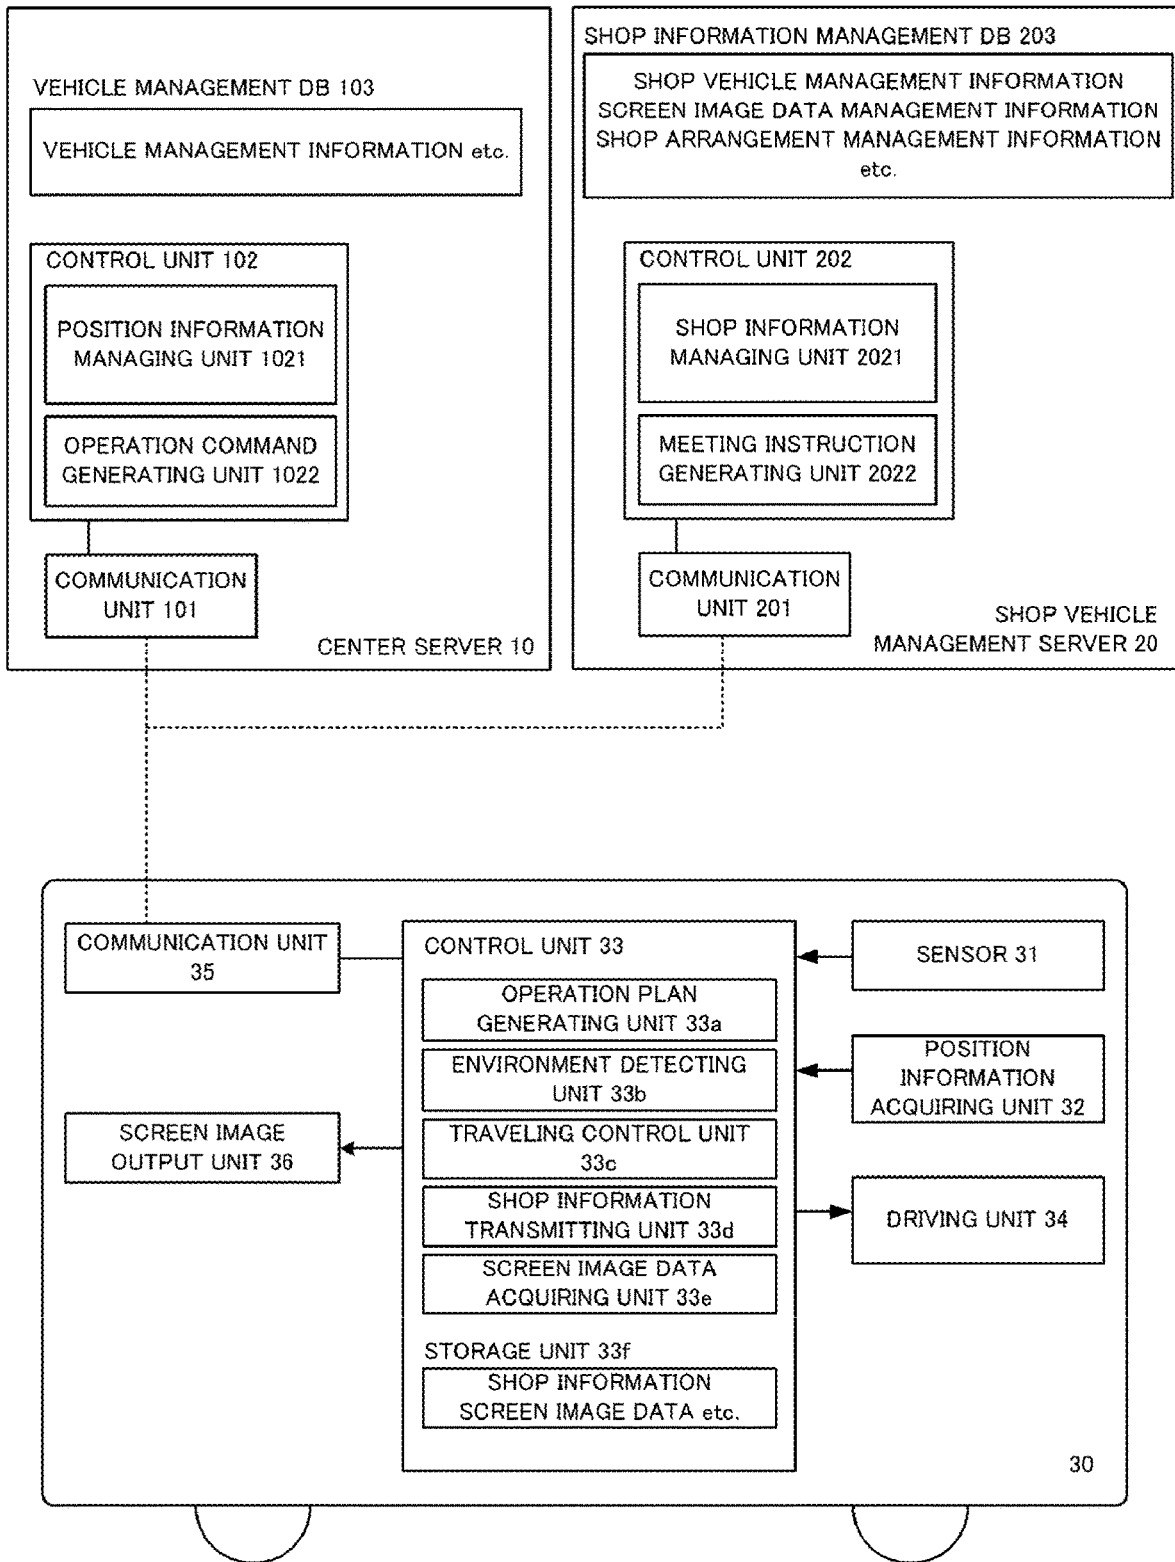 VEHICLE MANAGEMENT DB 103
VEHICLE MANAGEMENT INFORMATION etc.
CONTROL UNIT 102
POSITION INFORMATION
MANAGING UNIT 1021
OPERATION COMMAND
GENERATING UNIT 1022
COMMUNICATION
UNIT 101
CENTER SERVER 10
SHOP INFORMATION MANAGEMENT DB 203
SHOP VEHICLE MANAGEMENT INFORMATION
SCREEN IMAGE DATA MANAGEMENT INFORMATION
SHOP ARRANGEMENT MANAGEMENT INFORMATION
etc.
CONTROL UNIT 202
SHOP INFORMATION
MANAGING UNIT 2021
MEETING INSTRUCTION
GENERATING UNIT 2022
COMMUNICATION
UNIT 201
SHOP VEHICLE
MANAGEMENT SERVER 20
COMMUNICATION UNIT
35
SCREEN IMAGE
OUTPUT UNIT 36
CONTROL UNIT 33
OPERATION PLAN
GENERATING UNIT 33a
ENVIRONMENT DETECTING
UNIT 33b
TRAVELING CONTROL UNIT
33c
SHOP INFORMATION
TRANSMITTING UNIT 33d
SCREEN IMAGE DATA
ACQUIRING UNIT 33e
STORAGE UNIT 33f
SHOP INFORMATION
SCREEN IMAGE DATA etc.
SENSOR 31
POSITION
INFORMATION
ACQUIRING UNIT 32
DRIVING UNIT 34
30